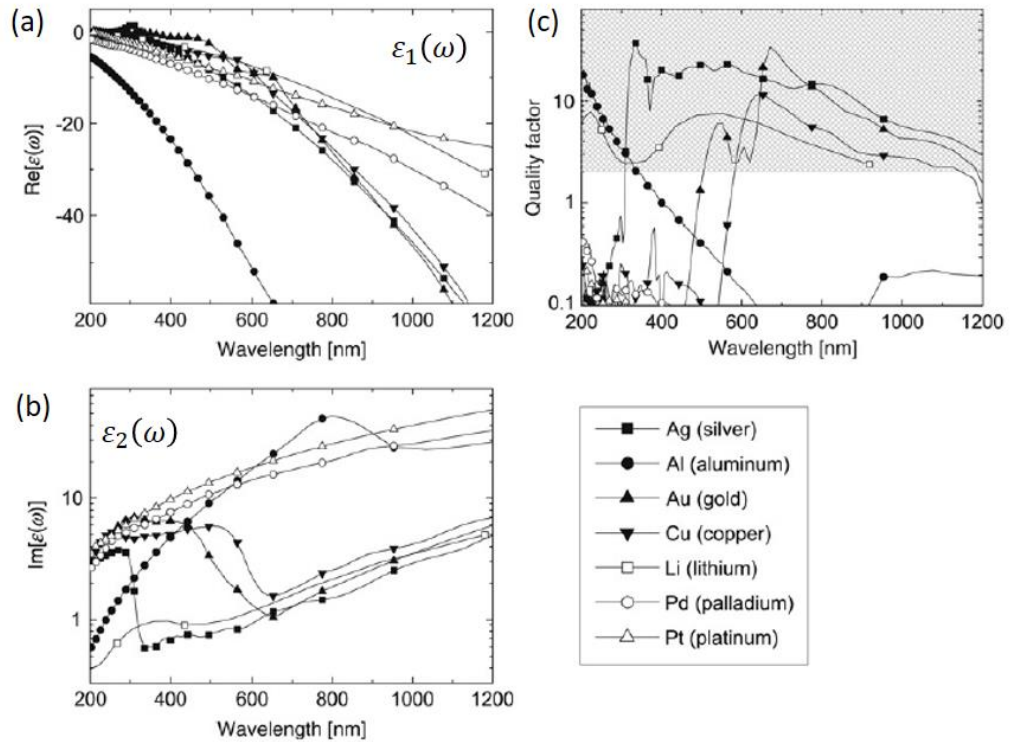 (a)
ε₁(ω)
Re[ε(ω)]
0
-20
-40
200 400 600 800 1000 1200
Wavelength [nm]
(c)
Quality factor
10
1
0.1
200 400 600 800 1000 1200
Wavelength [nm]
(b)
ε₂(ω)
Im[ε(ω)]
10
1
200 400 600 800 1000 1200
Wavelength [nm]
Ag (silver)
Al (aluminum)
Au (gold)
Cu (copper)
Li (lithium)
Pd (palladium)
Pt (platinum)